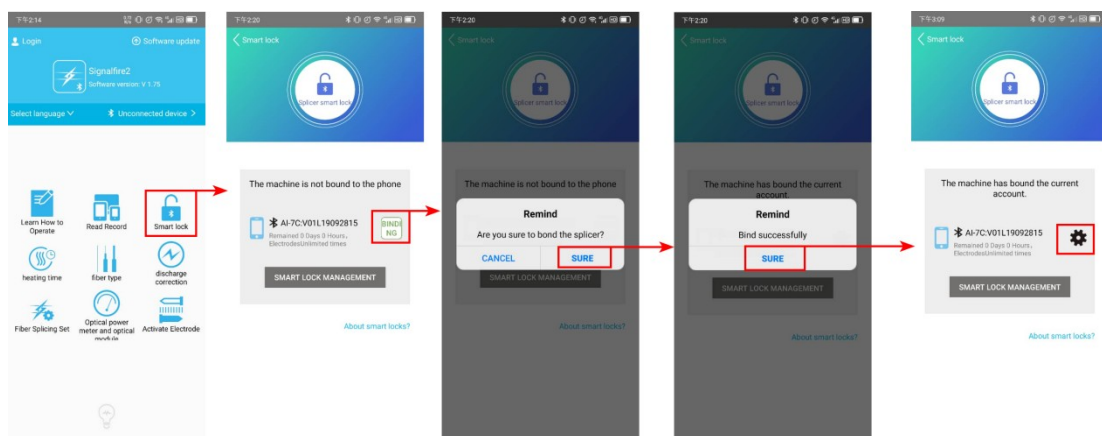 下午2:14
Login
Software update
Signalfire2
Software version: V 1.75
Select language
Unconnected device >
Learn How to
Operate
Read Record
Smart lock
heating time
fiber type
discharge
correction
Fiber Splicing Set
Optical power
meter and optical
module
Activate Electrode
下午2:20
Smart lock
Splicer smart lock
The machine is not bound to the phone
AI-7C:V01L19092815
Remained 0 Days 0 Hours,
ElectrodesUnlimited times
BINDI
NG
SMART LOCK MANAGEMENT
About smart locks?
下午2:20
Smart lock
Splicer smart lock
The machine is not bound to the phone
Remind
Are you sure to bond the splicer?
CANCEL
SURE
SMART LOCK MANAGEMENT
About smart locks?
下午2:20
Smart lock
Splicer smart lock
The machine has bound the current
account.
Remind
Bind successfully
SURE
SMART LOCK MANAGEMENT
About smart locks?
下午3:09
Smart lock
Splicer smart lock
The machine has bound the current
account.
AI-7C:V01L19092815
Remained 0 Days 0 Hours,
ElectrodesUnlimited times
SMART LOCK MANAGEMENT
About smart locks?